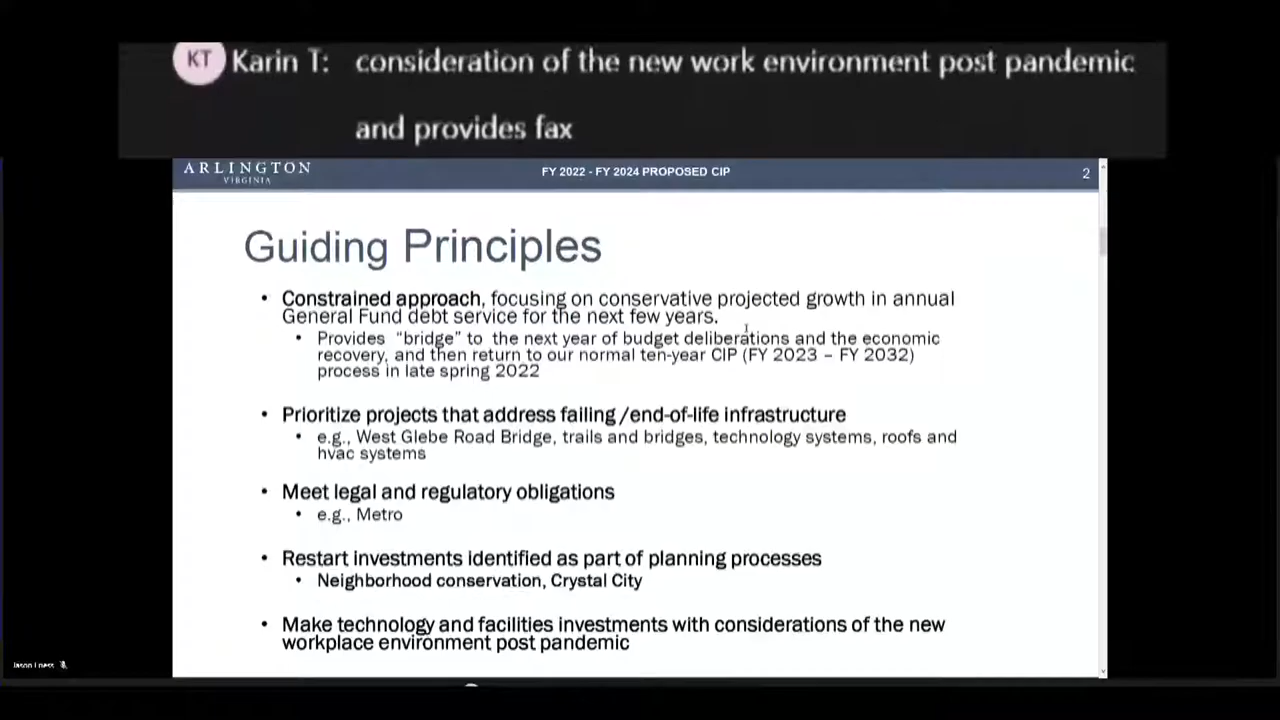 KT Karin T: consideration of the new work environment post pandemic
and provides fax
ARLINGTON
VIRGINIA
FY 2022 - FY 2024 PROPOSED CIP
2
Guiding Principles
• Constrained approach, focusing on conservative projected growth in annual
General Fund debt service for the next few years.
• Provides “bridge” to the next year of budget deliberations and the economic
recovery, and then return to our normal ten-year CIP (FY 2023 – FY 2032)
process in late spring 2022
• Prioritize projects that address failing /end-of-life infrastructure
• e.g., West Glebe Road Bridge, trails and bridges, technology systems, roofs and
hvac systems
• Meet legal and regulatory obligations
• e.g., Metro
• Restart investments identified as part of planning processes
• Neighborhood conservation, Crystal City
• Make technology and facilities investments with considerations of the new
workplace environment post pandemic
Jason